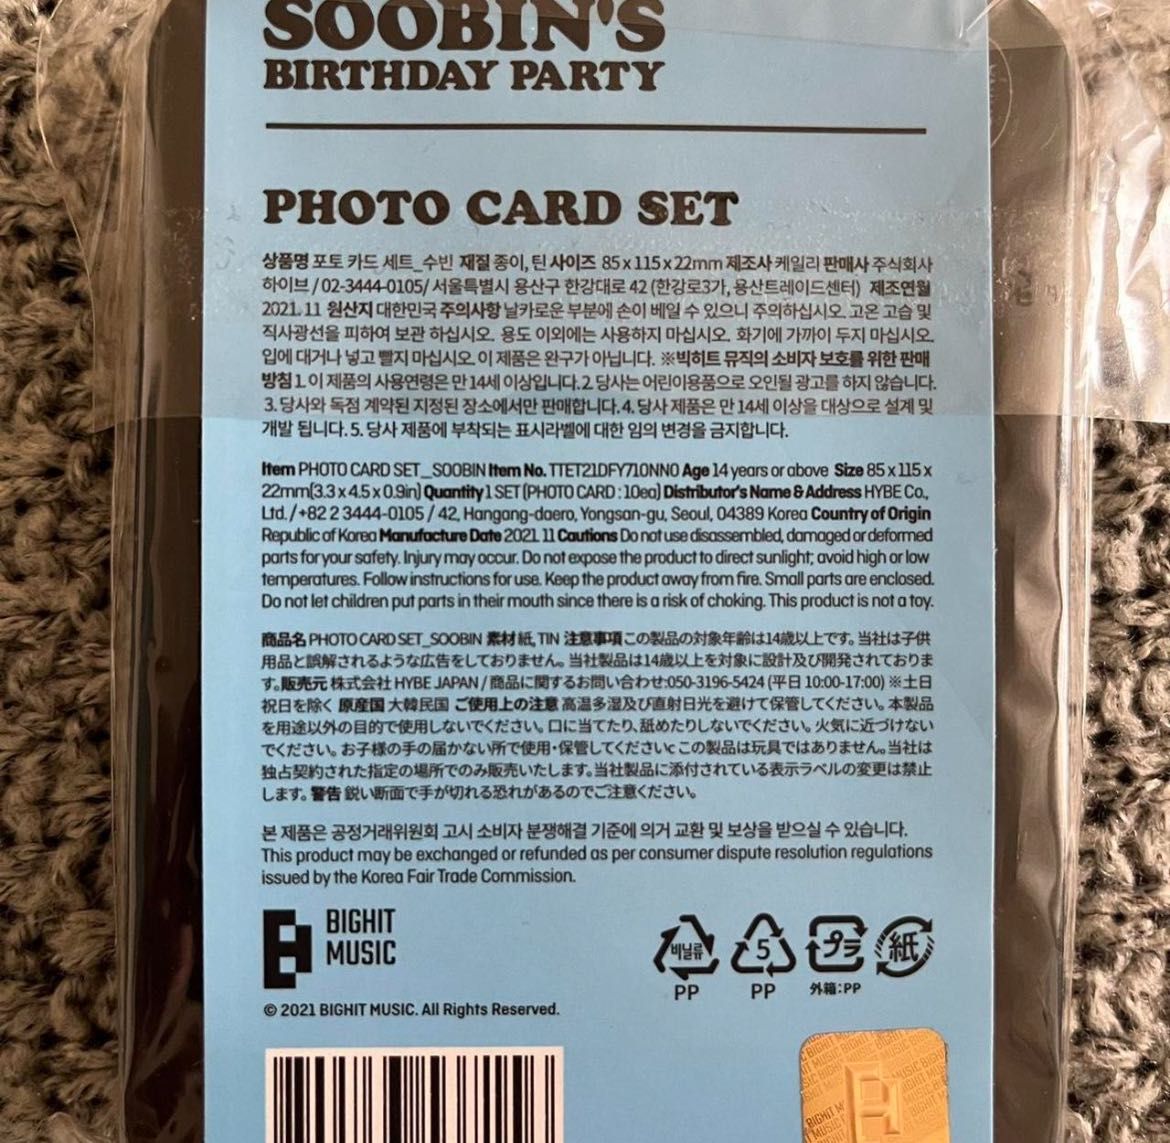 SOOBIN'S
BIRTHDAY PARTY
PHOTO CARD SET
상품명 포토 카드 세트_수빈 재질 종이, 틴 사이즈 85 x 115 x 22mm 제조사 케일리 판매사 주식회사
하이브 / 02-3444-0105/ 서울특별시 용산구 한강대로 42 (한강로3가, 용산트레이드센터) 제조연월
2021.11 원산지 대한민국 주의사항 날카로운 부분에 손이 베일 수 있으니 주의하십시오. 고온 고습 및
직사광선을 피하여 보관 하십시오. 용도 이외에는 사용하지 마십시오. 화기에 가까이 두지 마십시오.
입에 대거나 넣고 빨지 마십시오. 이 제품은 완구가 아닙니다. ※빅히트 뮤직의 소비자 보호를 위한 판매
방침 1. 이 제품의 사용연령은 만 14세 이상입니다. 2. 당사는 어린이용품으로 오인될 광고를 하지 않습니다.
3. 당사와 독점 계약된 지정된 장소에서만 판매합니다. 4. 당사 제품은 만 14세 이상을 대상으로 설계 및
개발 됩니다. 5. 당사 제품에 부착되는 표시라벨에 대한 임의 변경을 금지합니다.
Item PHOTO CARD SET_SOOBIN Item No. TTET21DFY710NN0 Age 14 years or above Size 85 x 115 x
22mm(3.3 x 4.5 x 0.9in) Quantity 1 SET (PHOTO CARD : 10ea) Distributor's Name & Address HYBE Co.,
Ltd. / +82 2 3444-0105 / 42, Hangang-daero, Yongsan-gu, Seoul, 04389 Korea Country of Origin
Republic of Korea Manufacture Date 2021. 11 Cautions Do not use disassembled, damaged or deformed
parts for your safety. Injury may occur. Do not expose the product to direct sunlight; avoid high or low
temperatures. Follow instructions for use. Keep the product away from fire. Small parts are enclosed.
Do not let children put parts in their mouth since there is a risk of choking. This product is not a toy.
商品名 PHOTO CARD SET_SOOBIN 素材 紙, TIN 注意事項 この製品の対象年齢は14歳以上です。当社は子供
用品と誤解されるような広告をしておりません。当社製品は14歳以上を対象に設計及び開発されておりま
す。販売元 株式会社 HYBE JAPAN / 商品に関するお問い合わせ:050-3196-5424 (平日 10:00-17:00) ※土日
祝日を除く 原産国 大韓民国 ご使用上の注意 高温多湿及び直射日光を避けて保管してください。本製品
を用途以外の目的で使用しないでください。口に当てたり、舐めたりしないでください。火気に近づけない
でください。お子様の手の届かない所で使用・保管してください。この製品は玩具ではありません。当社は
独占契約された指定の場所でのみ販売いたします。当社製品に添付されている表示ラベルの変更は禁止
します。警告 鋭い断面で手が切れる恐れがあるのでご注意ください。
본 제품은 공정거래위원회 고시 소비자 분쟁해결 기준에 의거 교환 및 보상을 받으실 수 있습니다.
This product may be exchanged or refunded as per consumer dispute resolution regulations
issued by the Korea Fair Trade Commission.
BIGHIT
MUSIC
비닐류
PP
5
PP
プラ
外箱:PP
紙
© 2021 BIGHIT MUSIC. All Rights Reserved.
BIGHIT MUSIC